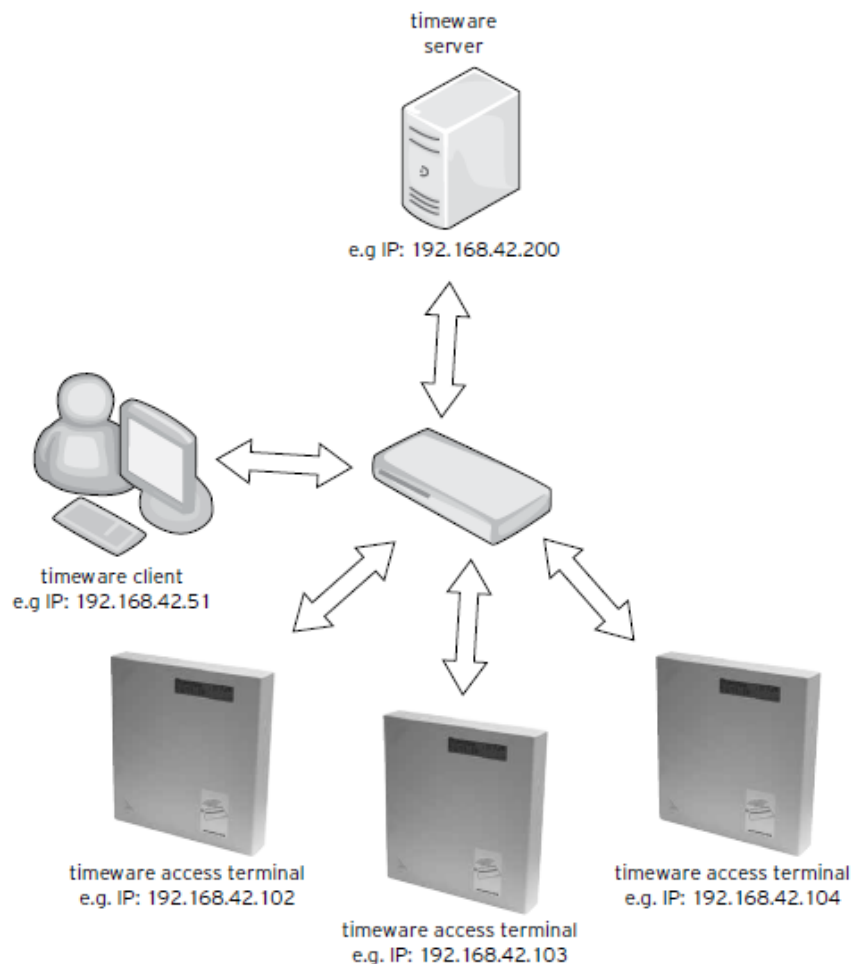 timeware
server
e.g IP: 192.168.42.200
timeware client
e.g IP: 192.168.42.51
timeware access terminal
e.g. IP: 192.168.42.102
timeware access terminal
e.g. IP: 192.168.42.103
timeware access terminal
e.g. IP: 192.168.42.104